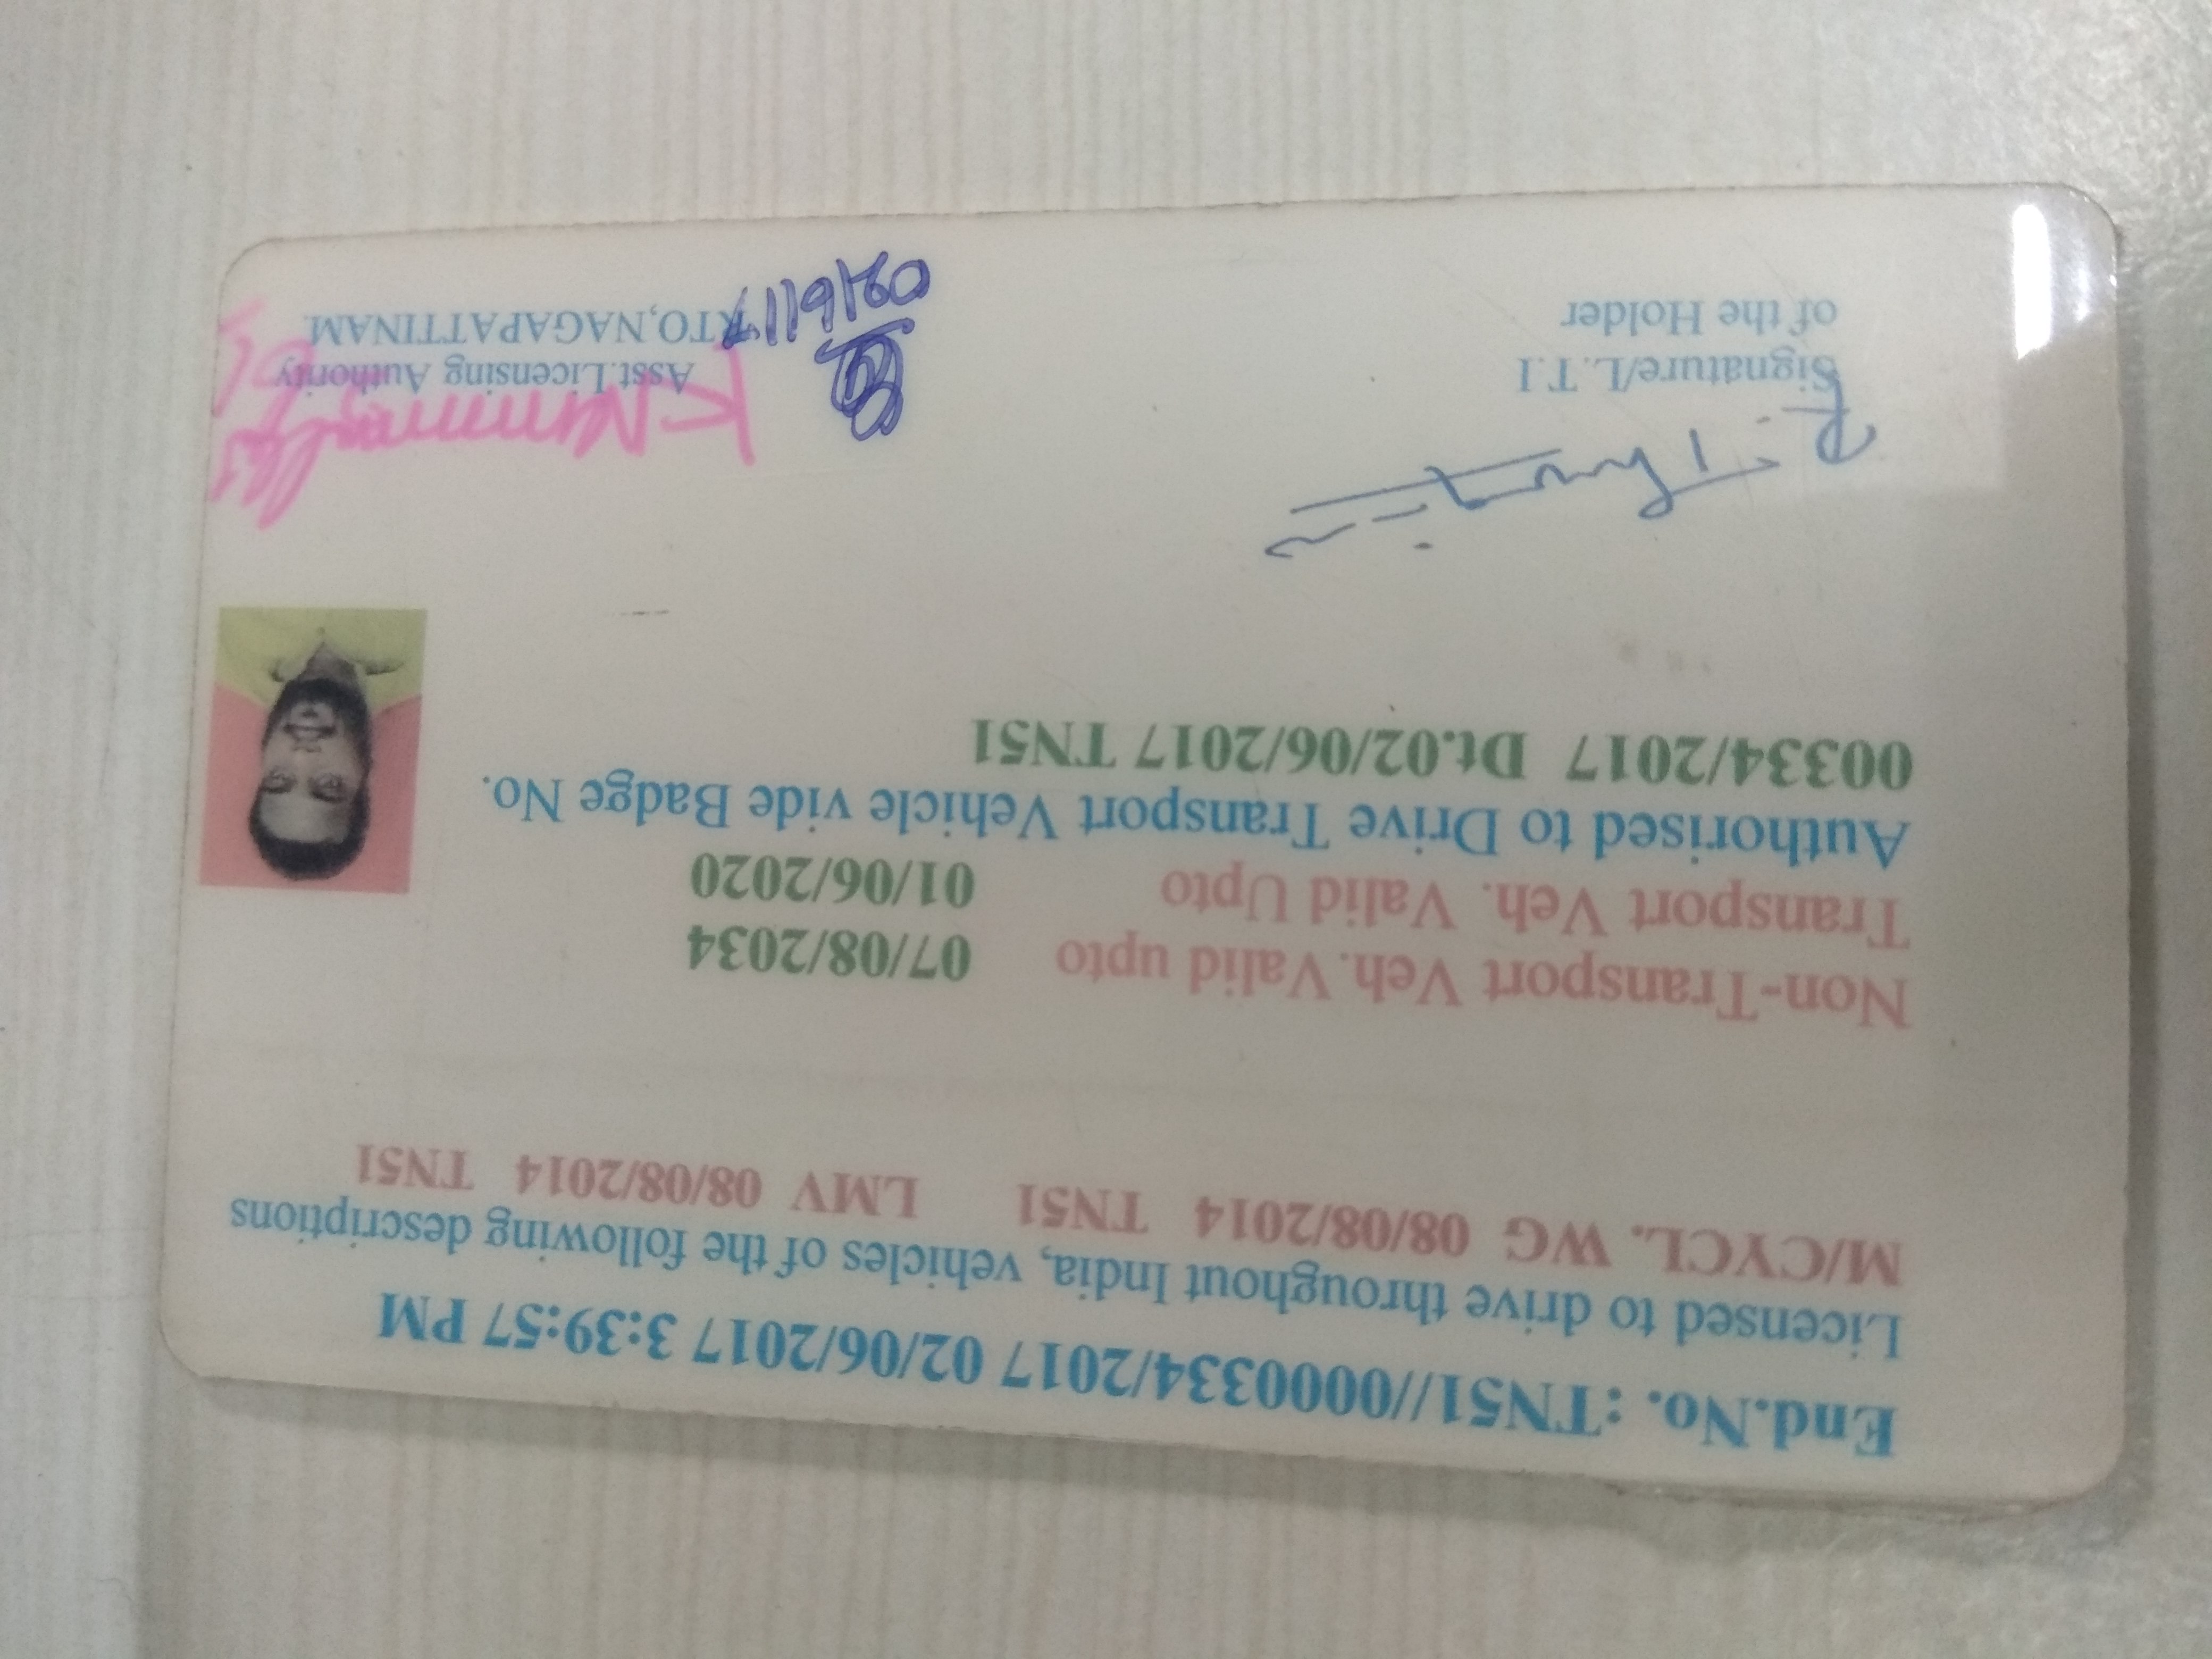 End.No. :TN51//0000334/2017 02/06/2017 3:39:57 PM
Licensed to drive throughout India, vehicles of the following descriptions
M/CYCL. WG 08/08/2014 TN51 LMV 08/08/2014 TN51
Non-Transport Veh.Valid upto 07/08/2034
Transport Veh. Valid Upto 01/06/2020
Authorised to Drive Transport Vehicle vide Badge No.
00334/2017 Dt.02/06/2017 TN51
Signature/L.T.I
of the Holder
Asst.Licensing Authority
RTO,NAGAPATTINAM